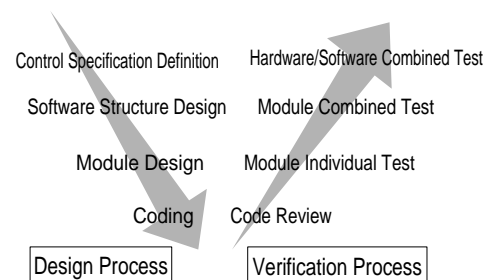 Control Specification Definition
Hardware/Software Combined Test
Software Structure Design
Module Combined Test
Module Design
Module Individual Test
Coding
Code Review
Design Process
Verification Process